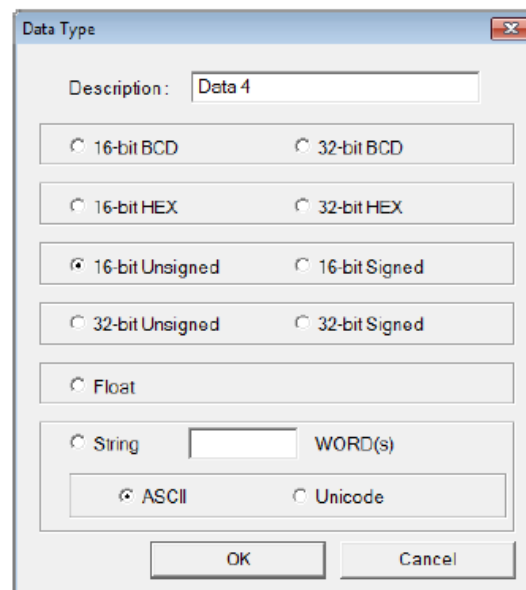 Data Type
Description: Data 4
16-bit BCD 32-bit BCD
16-bit HEX 32-bit HEX
16-bit Unsigned 16-bit Signed
32-bit Unsigned 32-bit Signed
Float
String WORD(s)
ASCII Unicode
OK Cancel